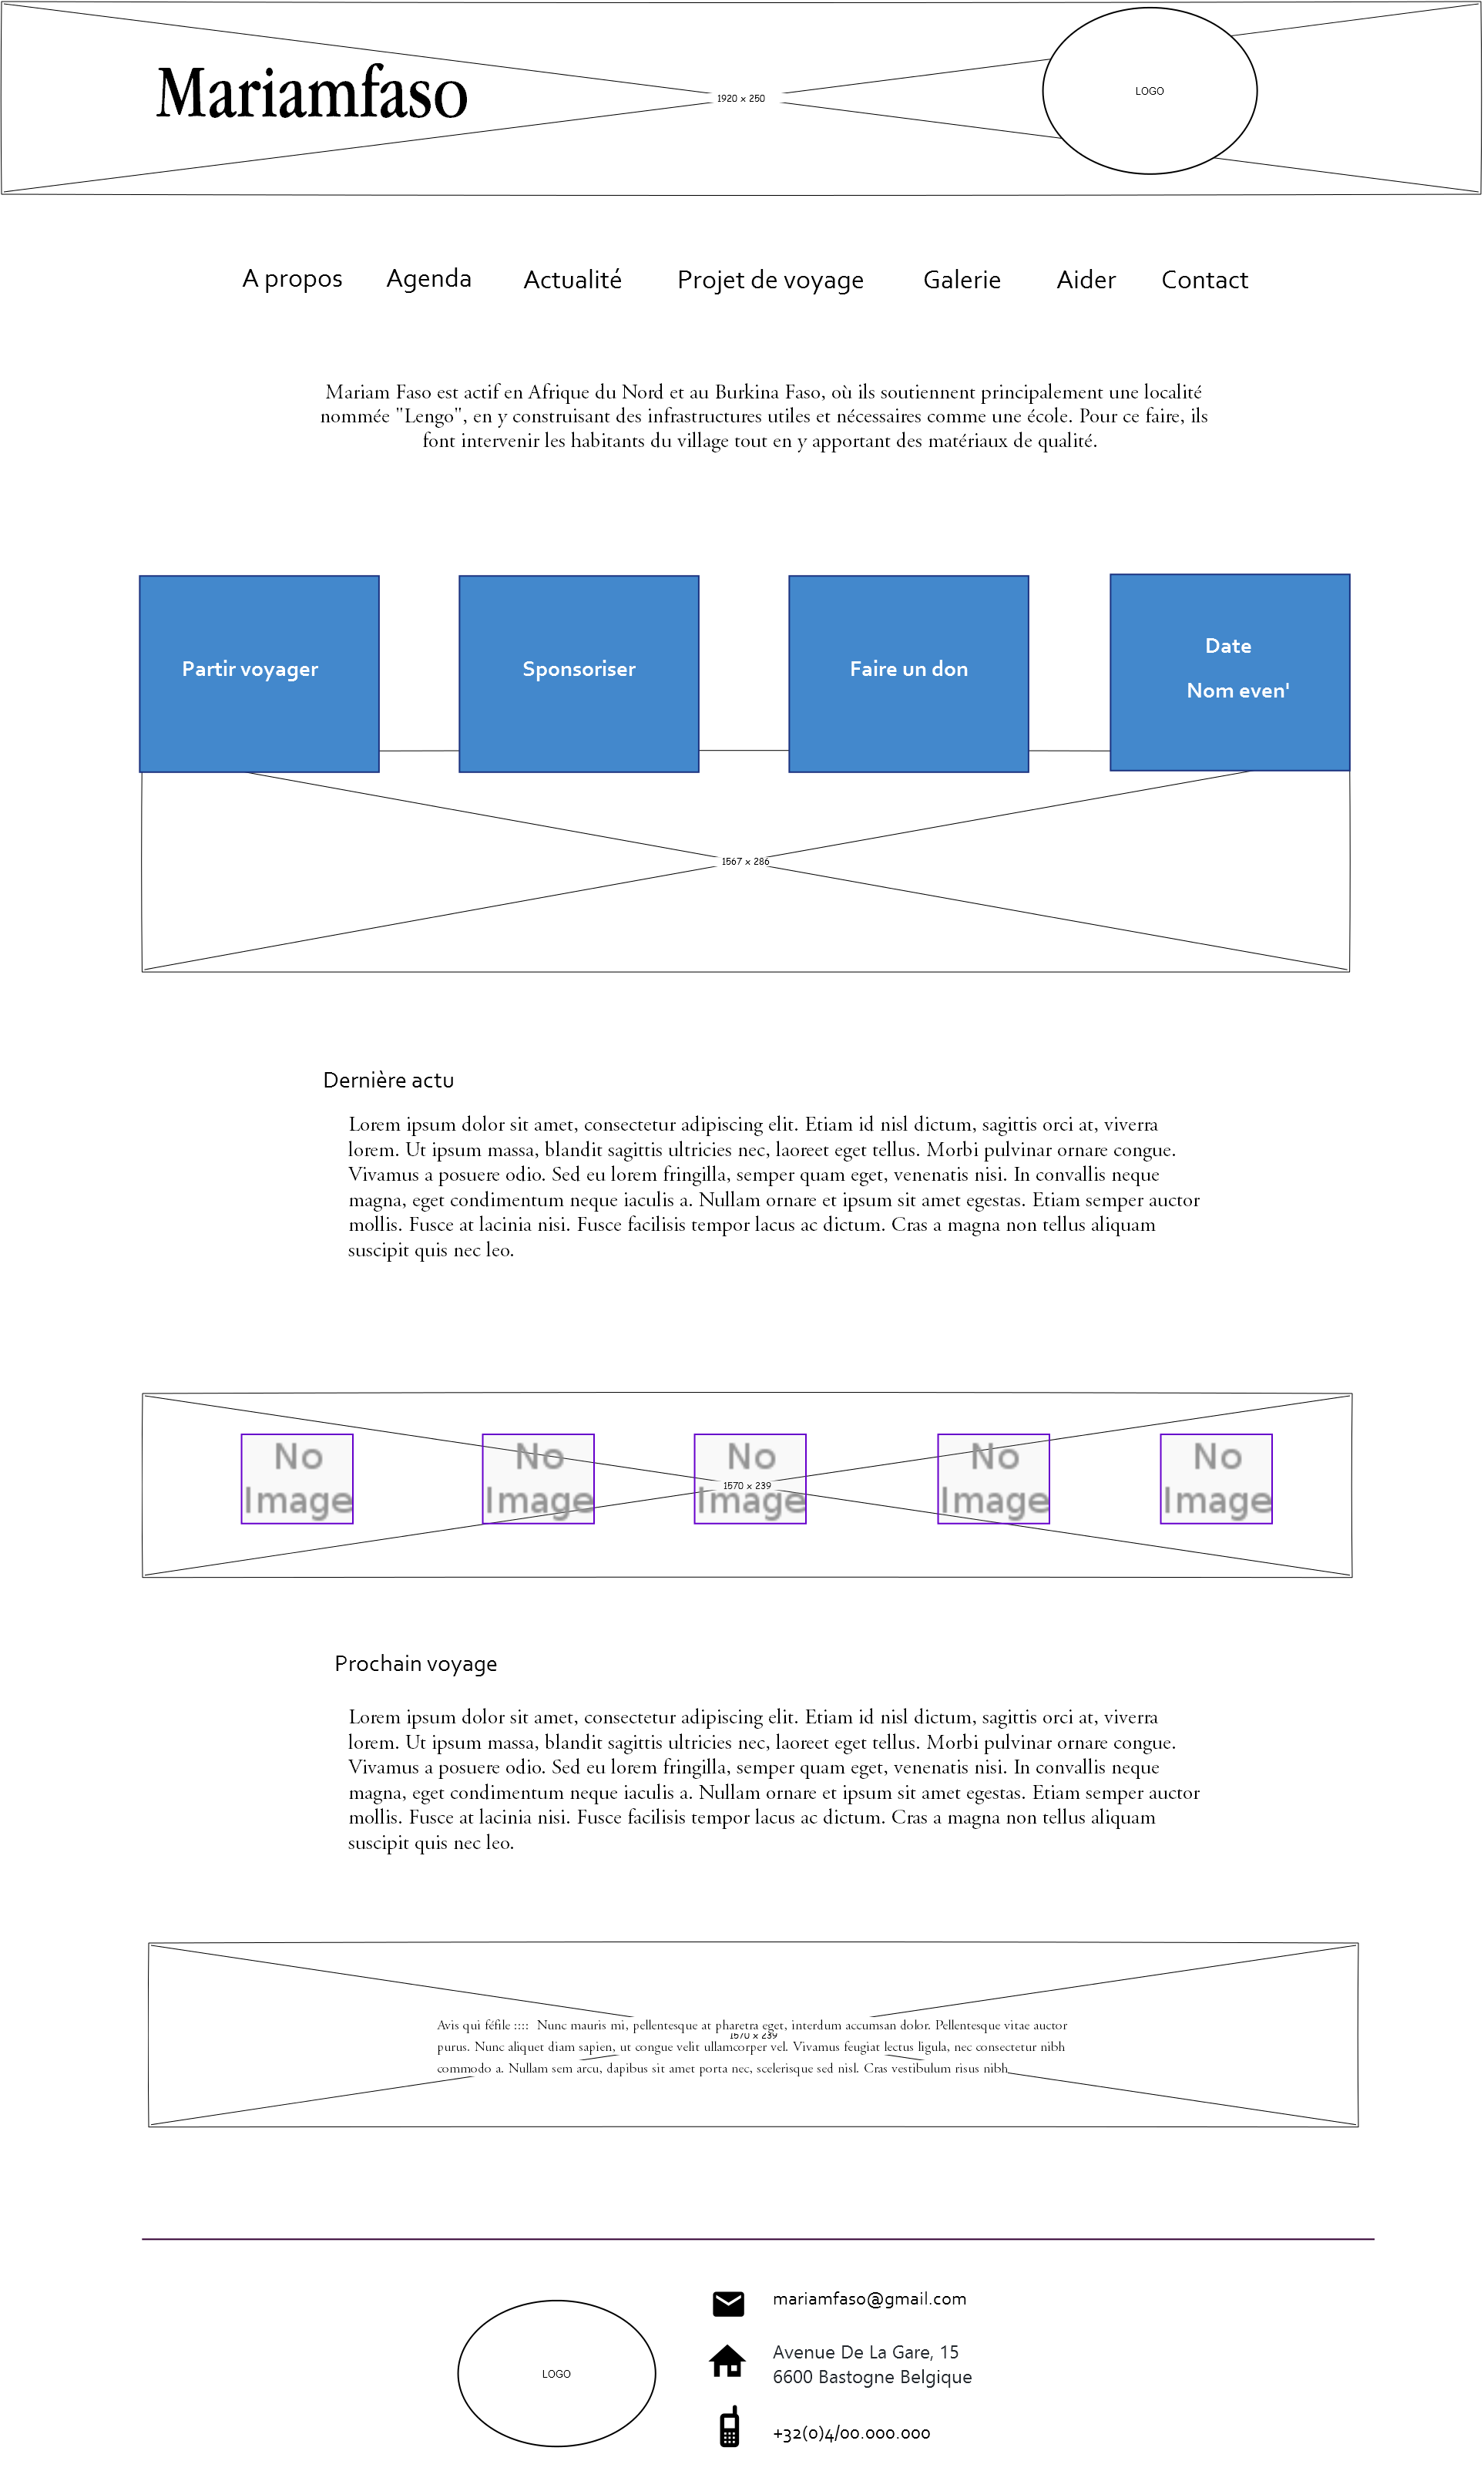 Mariamfaso
1920 x 250
LOGO
A propos Agenda Actualité Projet de voyage Galerie Aider Contact
Mariam Faso est actif en Afrique du Nord et au Burkina Faso, où ils soutiennent principalement une localité
nommée "Lengo", en y construisant des infrastructures utiles et nécessaires comme une école. Pour ce faire, ils
font intervenir les habitants du village tout en y apportant des matériaux de qualité.
Partir voyager
Sponsoriser
Faire un don
Date
Nom even'
1567 x 286
Dernière actu
Lorem ipsum dolor sit amet, consectetur adipiscing elit. Etiam id nisl dictum, sagittis orci at, viverra
lorem. Ut ipsum massa, blandit sagittis ultricies nec, laoreet eget tellus. Morbi pulvinar ornare congue.
Vivamus a posuere odio. Sed eu lorem fringilla, semper quam eget, venenatis nisi. In convallis neque
magna, eget condimentum neque iaculis a. Nullam ornare et ipsum sit amet egestas. Etiam semper auctor
mollis. Fusce at lacinia nisi. Fusce facilisis tempor lacus ac dictum. Cras a magna non tellus aliquam
suscipit quis nec leo.
No Image
No Image
No Image
No Image
No Image
1570 x 239
Prochain voyage
Lorem ipsum dolor sit amet, consectetur adipiscing elit. Etiam id nisl dictum, sagittis orci at, viverra
lorem. Ut ipsum massa, blandit sagittis ultricies nec, laoreet eget tellus. Morbi pulvinar ornare congue.
Vivamus a posuere odio. Sed eu lorem fringilla, semper quam eget, venenatis nisi. In convallis neque
magna, eget condimentum neque iaculis a. Nullam ornare et ipsum sit amet egestas. Etiam semper auctor
mollis. Fusce at lacinia nisi. Fusce facilisis tempor lacus ac dictum. Cras a magna non tellus aliquam
suscipit quis nec leo.
Avis qui féfile :::: Nunc mauris mi, pellentesque at pharetra eget, interdum accumsan dolor. Pellentesque vitae auctor
1570 x 239
purus. Nunc aliquet diam sapien, ut congue velit ullamcorper vel. Vivamus feugiat lectus ligula, nec consectetur nibh
commodo a. Nullam sem arcu, dapibus sit amet porta nec, scelerisque sed nisl. Cras vestibulum risus nibh
LOGO
mariamfaso@gmail.com
Avenue De La Gare, 15
6600 Bastogne Belgique
+32(0)4/00.000.000